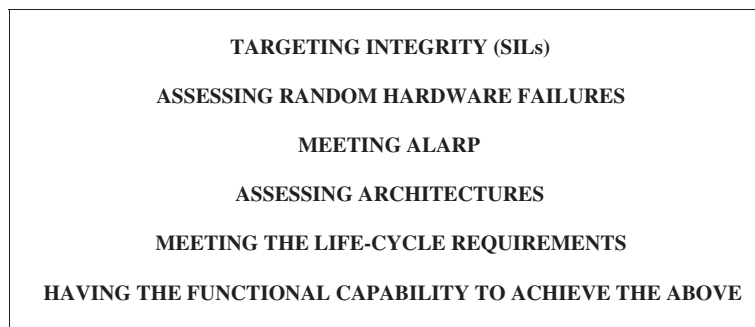 TARGETING INTEGRITY (SILs)
ASSESSING RANDOM HARDWARE FAILURES
MEETING ALARP
ASSESSING ARCHITECTURES
MEETING THE LIFE-CYCLE REQUIREMENTS
HAVING THE FUNCTIONAL CAPABILITY TO ACHIEVE THE ABOVE